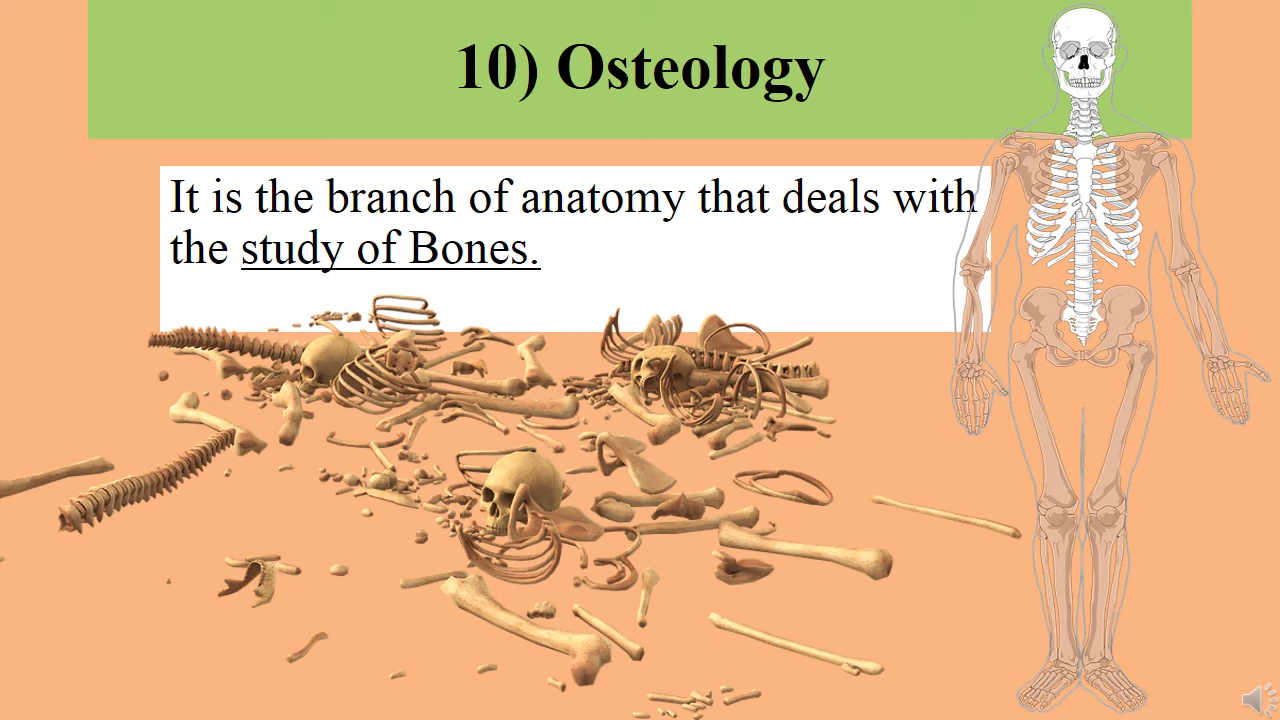 10) Osteology
It is the branch of anatomy that deals with
the study of Bones.